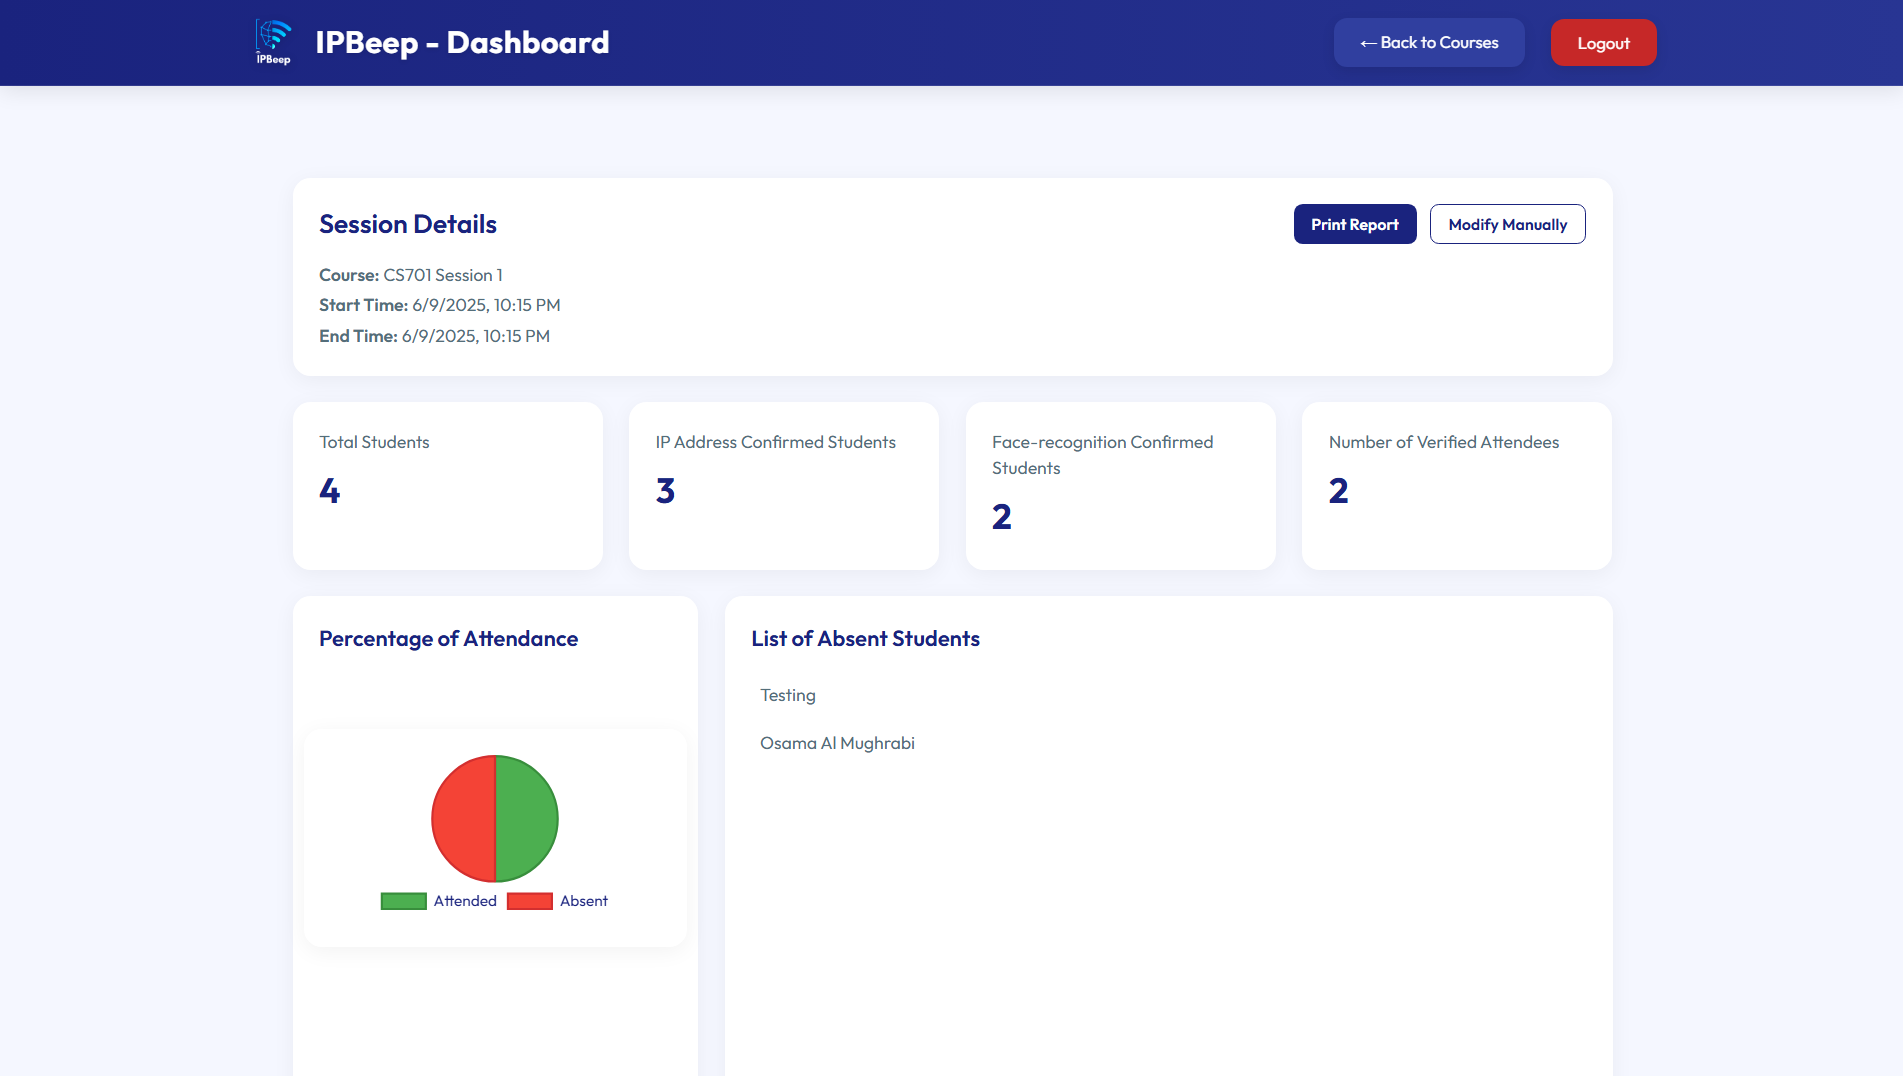 IPBeep
IPBeep - Dashboard
← Back to Courses
Logout
Session Details
Print Report
Modify Manually
Course: CS701 Session 1
Start Time: 6/9/2025, 10:15 PM
End Time: 6/9/2025, 10:15 PM
Total Students
4
IP Address Confirmed Students
3
Face-recognition Confirmed
Students
2
Number of Verified Attendees
2
Percentage of Attendance
Attended
Absent
List of Absent Students
Testing
Osama Al Mughrabi